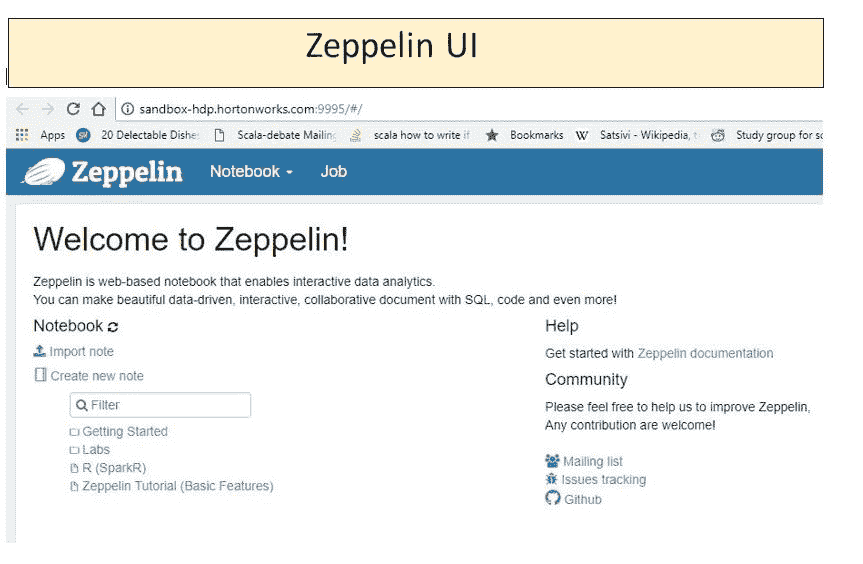 Zeppelin UI
sandbox-hdp.hortonworks.com:9995/#/
Apps 20 Delectable Dishe Scala-debate Mailing scala how to write if Bookmarks W Satsivi - Wikipedia, t Study group for sc
Zeppelin Notebook Job
Welcome to Zeppelin!
Zeppelin is web-based notebook that enables interactive data analytics.
You can make beautiful data-driven, interactive, collaborative document with SQL, code and even more!
Notebook
Import note
Create new note
Filter
Getting Started
Labs
R (SparkR)
Zeppelin Tutorial (Basic Features)
Help
Get started with Zeppelin documentation
Community
Please feel free to help us to improve Zeppelin,
Any contribution are welcome!
Mailing list
Issues tracking
Github